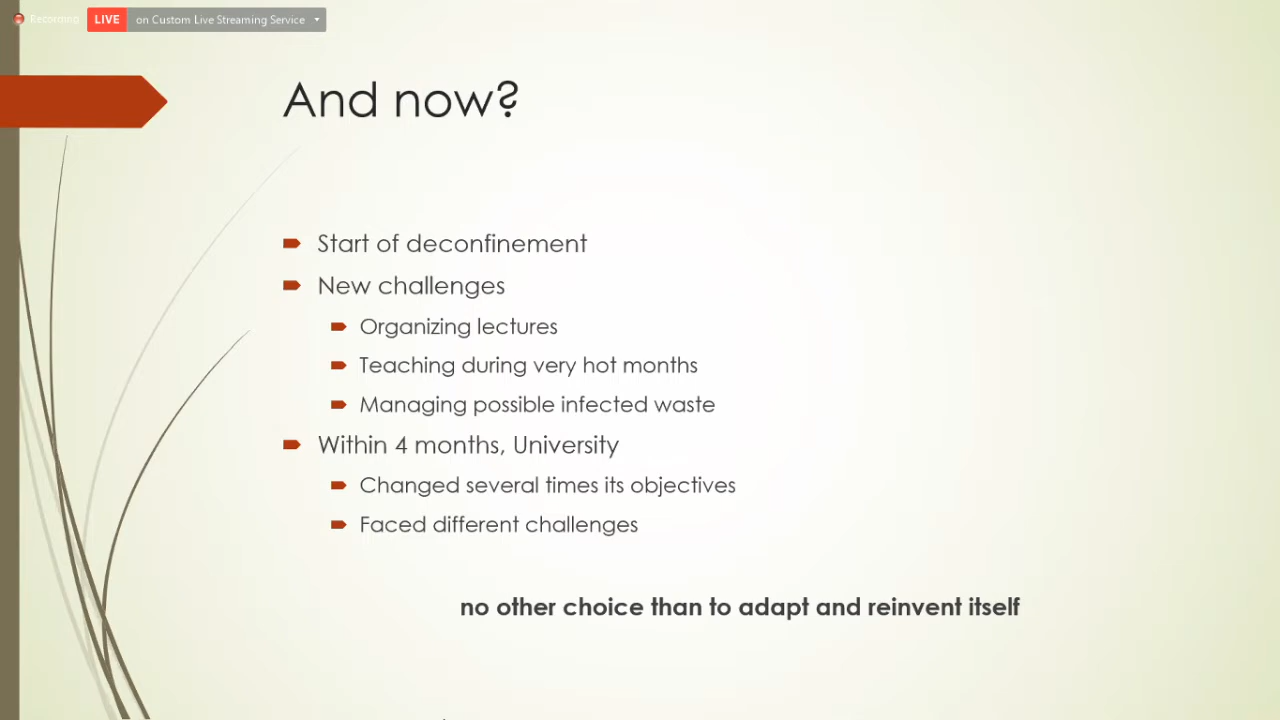 Recording LIVE on Custom Live Streaming Service
And now?
Start of deconfinement
New challenges
Organizing lectures
Teaching during very hot months
Managing possible infected waste
Within 4 months, University
Changed several times its objectives
Faced different challenges
no other choice than to adapt and reinvent itself